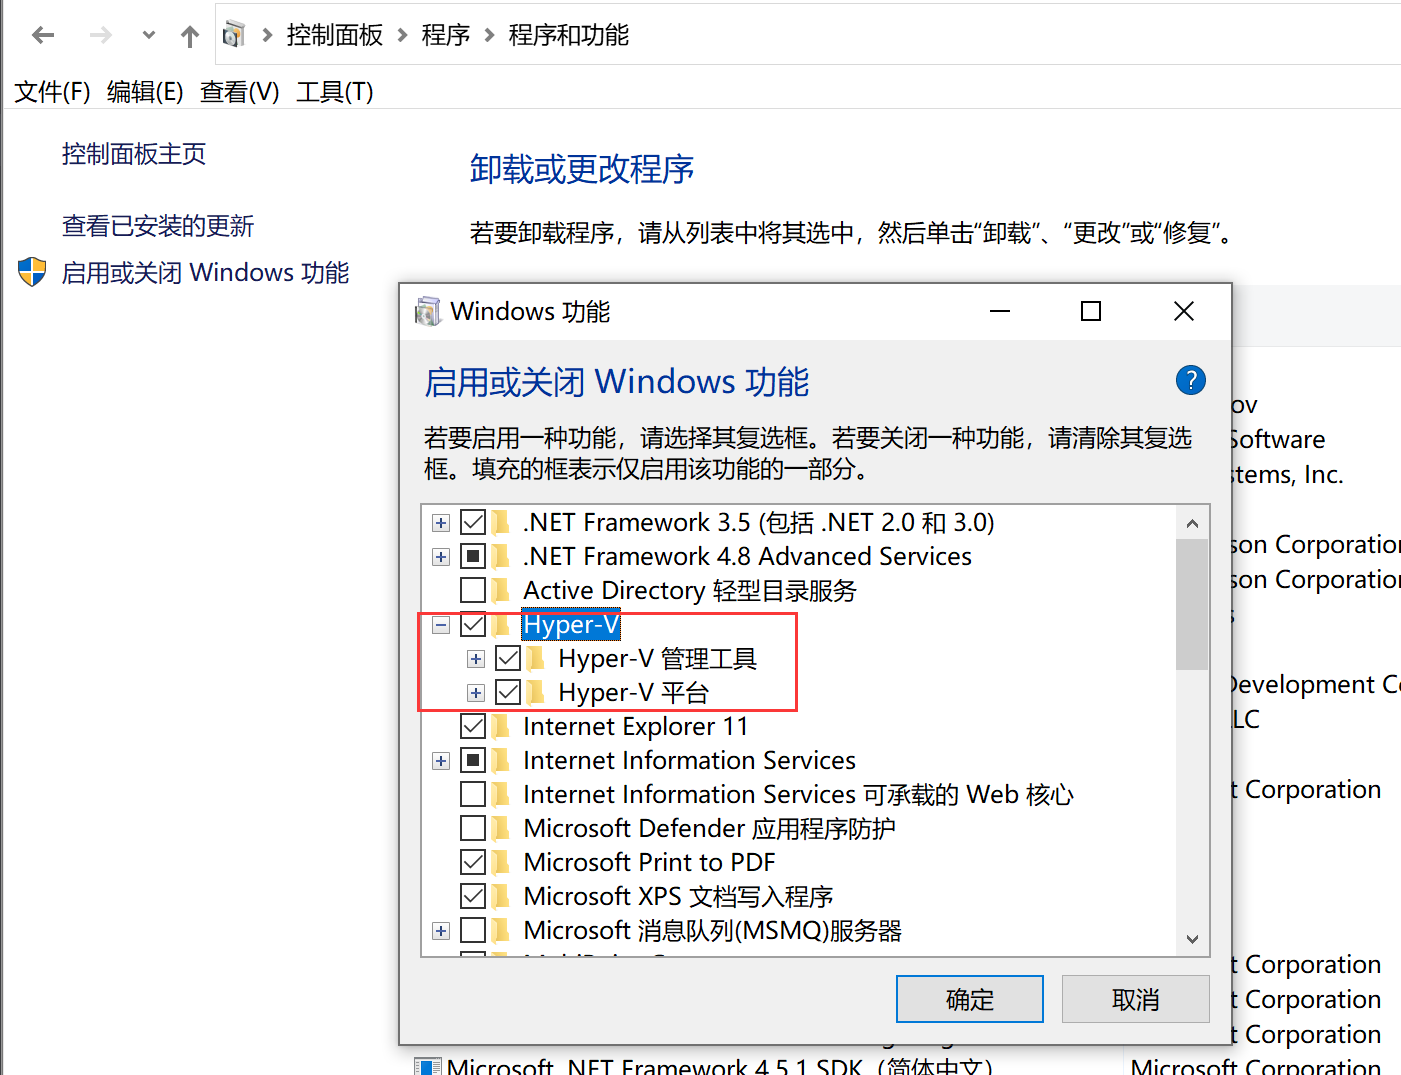 控制面板 程序 程序和功能
文件(F) 编辑(E) 查看(V) 工具(T)
控制面板主页
查看已安装的更新
启用或关闭 Windows 功能
卸载或更改程序
若要卸载程序，请从列表中将其选中，然后单击“卸载”、“更改”或“修复”。
Windows 功能
启用或关闭 Windows 功能
?
若要启用一种功能，请选择其复选框。若要关闭一种功能，请清除其复选
框。填充的框表示仅启用该功能的一部分。
.NET Framework 3.5 (包括 .NET 2.0 和 3.0)
.NET Framework 4.8 Advanced Services
Active Directory 轻型目录服务
Hyper-V
Hyper-V 管理工具
Hyper-V 平台
Internet Explorer 11
Internet Information Services
Internet Information Services 可承载的 Web 核心
Microsoft Defender 应用程序防护
Microsoft Print to PDF
Microsoft XPS 文档写入程序
Microsoft 消息队列(MSMQ)服务器
确定 取消
ov
Software
stems, Inc.
son Corporation
son Corporation
Development
LC
t Corporation
t Corporation
t Corporation
t Corporation
Microsoft .NET Framework 4.5.1 SDK (简体中文)
Microsoft Corporation